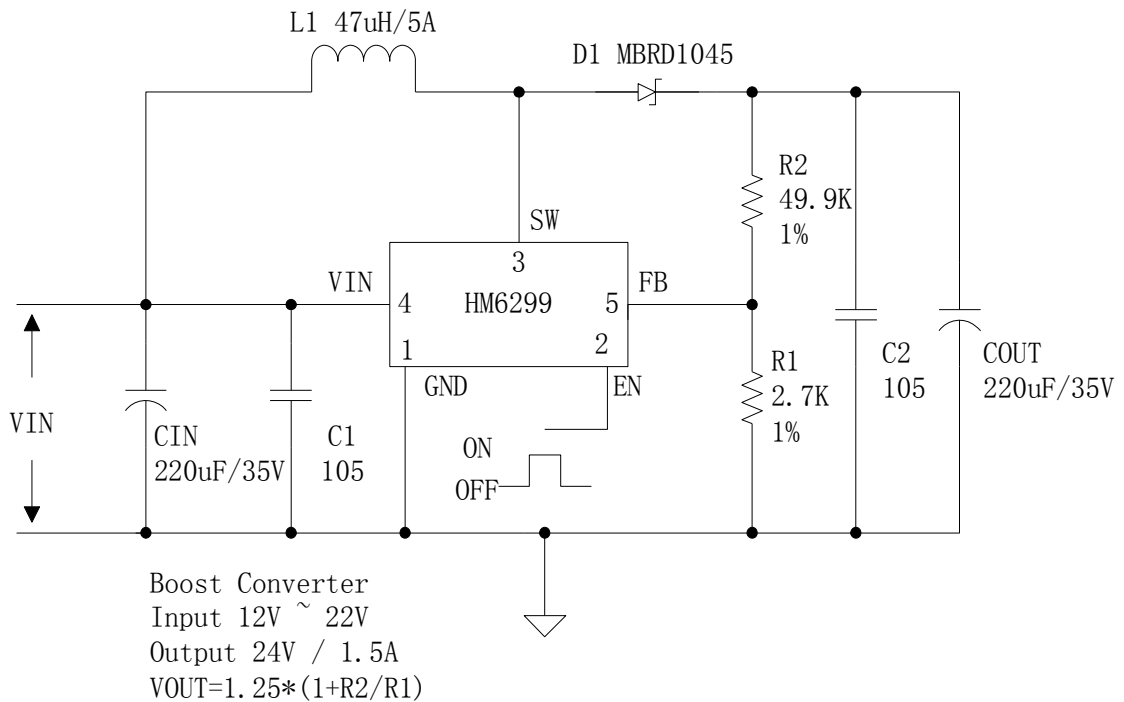 L1 47uH/5A
D1 MBRD1045
R2
49.9K
1%
SW
3
VIN
4
HM6299
5
FB
1
2
GND
EN
R1
2.7K
1%
C2
105
COUT
220uF/35V
VIN
CIN
220uF/35V
C1
105
ON
OFF
Boost Converter
Input 12V ~ 22V
Output 24V / 1.5A
VOUT=1.25*(1+R2/R1)